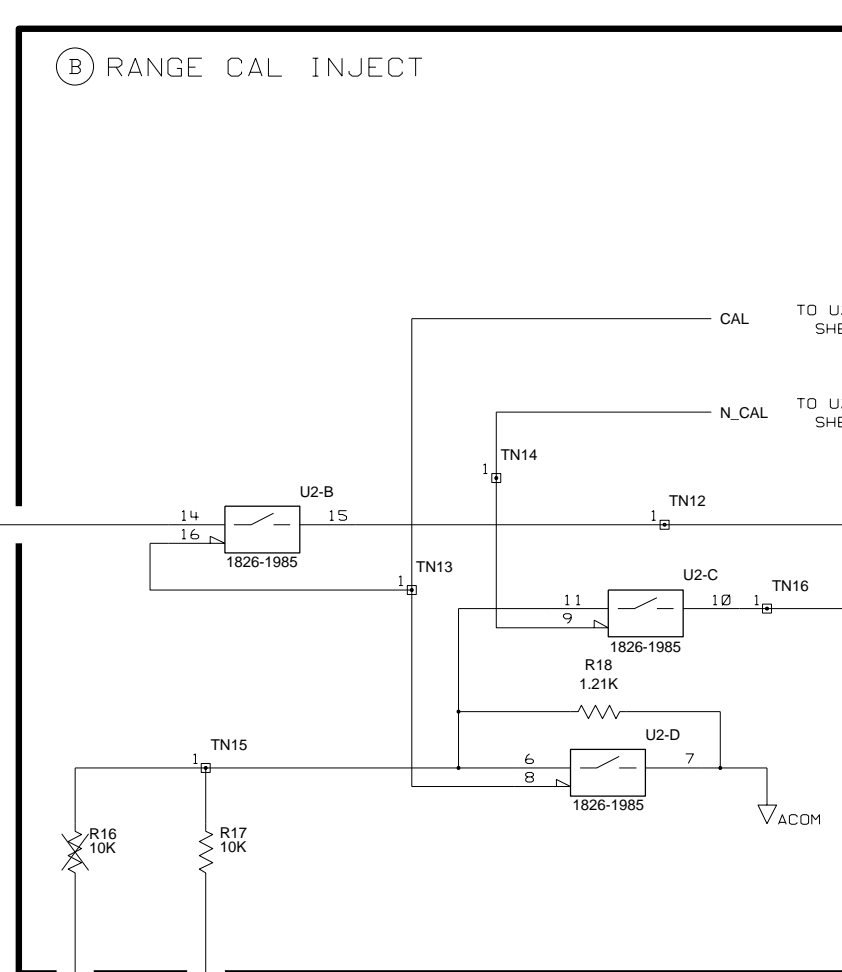 B RANGE CAL INJECT
CAL
TO U
SHE
N_CAL
TO U
SHE
TN14
1
U2-B
14
15
16
1826-1985
TN12
1
TN13
1
U2-C
11
10
9
1826-1985
TN16
1
R18
1.21K
U2-D
6
7
8
1826-1985
TN15
1
ACOM
R16
10K
R17
10K